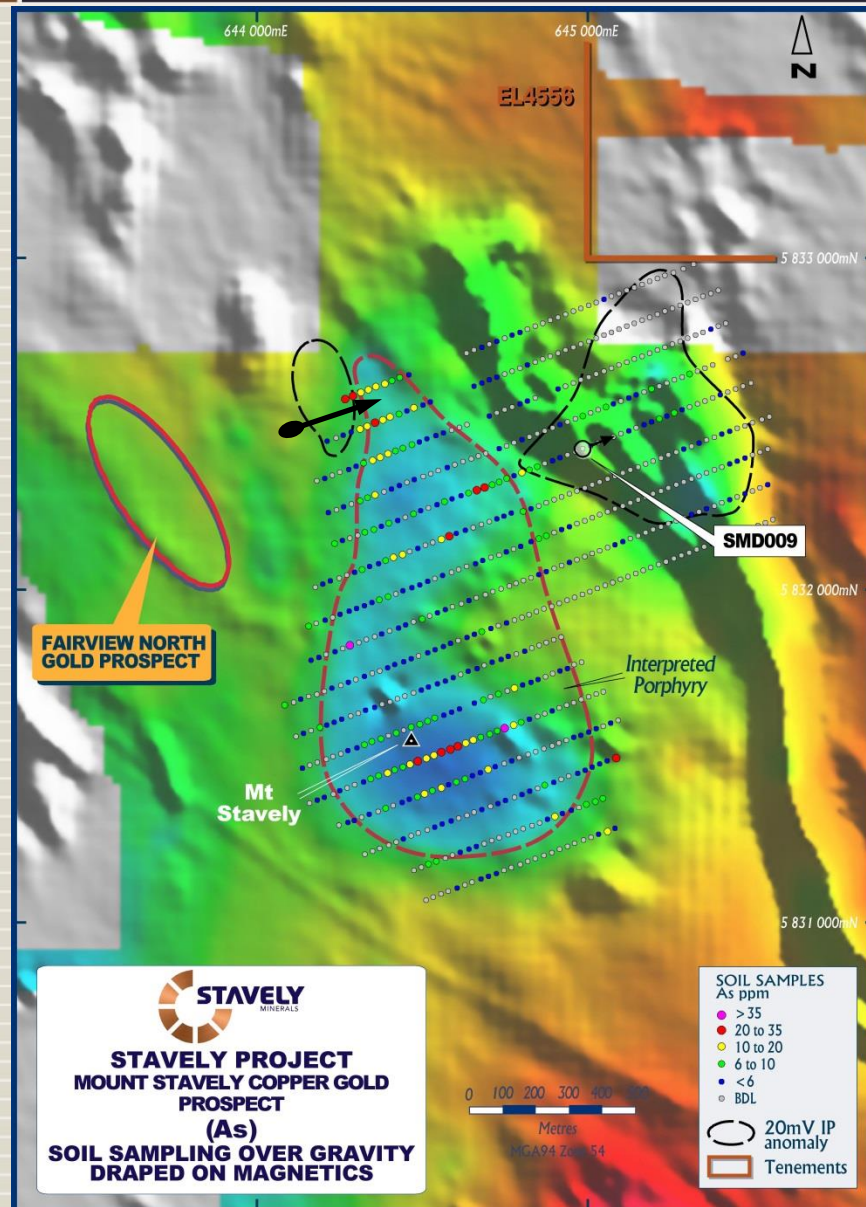 644 000mE
645 000mE
N
EL4556
5 833 000mN
SMD009
5 832 000mN
FAIRVIEW NORTH
GOLD PROSPECT
Interpreted
Porphyry
Mt
Stavely
5 831 000mN
STAVELY
MINERALS
STAVELY PROJECT
MOUNT STAVELY COPPER GOLD
PROSPECT
(As)
SOIL SAMPLING OVER GRAVITY
DRAPED ON MAGNETICS
0 100 200 300 400 500
Metres
MGA94 Zone 54
SOIL SAMPLES
As ppm
> 35
20 to 35
10 to 20
6 to 10
<6
BDL
20mV IP
anomaly
Tenements